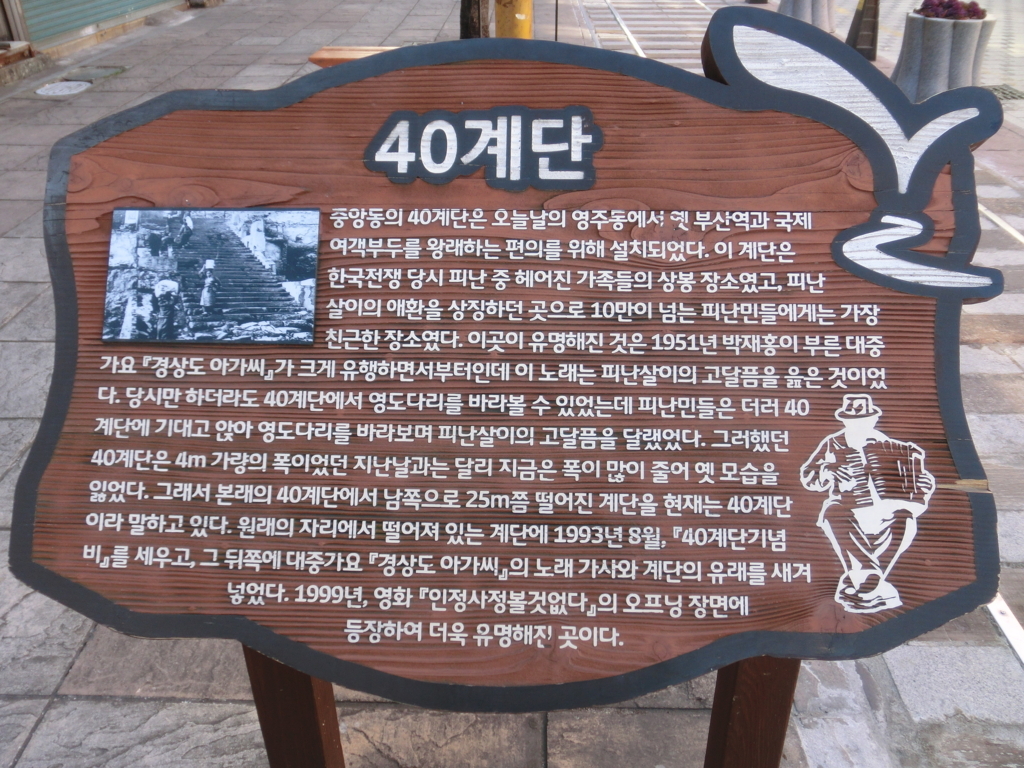 40계단
중앙동의 40계단은 오늘날의 영주동에서 옛 부산역과 국제
여객부두를 왕래하는 편의를 위해 설치되었다. 이 계단은
한국전쟁 당시 피난 중 헤어진 가족들의 상봉 장소였고, 피난
살이의 애환을 상징하던 곳으로 10만이 넘는 피난민들에게는 가장
친근한 장소였다. 이곳이 유명해진 것은 1951년 박재홍이 부른 대중
가요 『경상도 아가씨』가 크게 유행하면서부터인데 이 노래는 피난살이의 고달픔을 읊은 것이었
다. 당시만 하더라도 40계단에서 영도다리를 바라볼 수 있었는데 피난민들은 더러 40
계단에 기대고 앉아 영도다리를 바라보며 피난살이의 고달픔을 달랬었다. 그러했던
40계단은 4m 가량의 폭이었던 지난날과는 달리 지금은 폭이 많이 줄어 옛 모습을
잃었다. 그래서 본래의 40계단에서 남쪽으로 25m쯤 떨어진 계단을 현재는 40계단
이라 말하고 있다. 원래의 자리에서 떨어져 있는 계단에 1993년 8월, 『40계단기념
비』를 세우고, 그 뒤쪽에 대중가요 『경상도 아가씨』의 노래 가사와 계단의 유래를 새겨
넣었다. 1999년, 영화 『인정사정볼것없다』의 오프닝 장면에
등장하여 더욱 유명해진 곳이다.